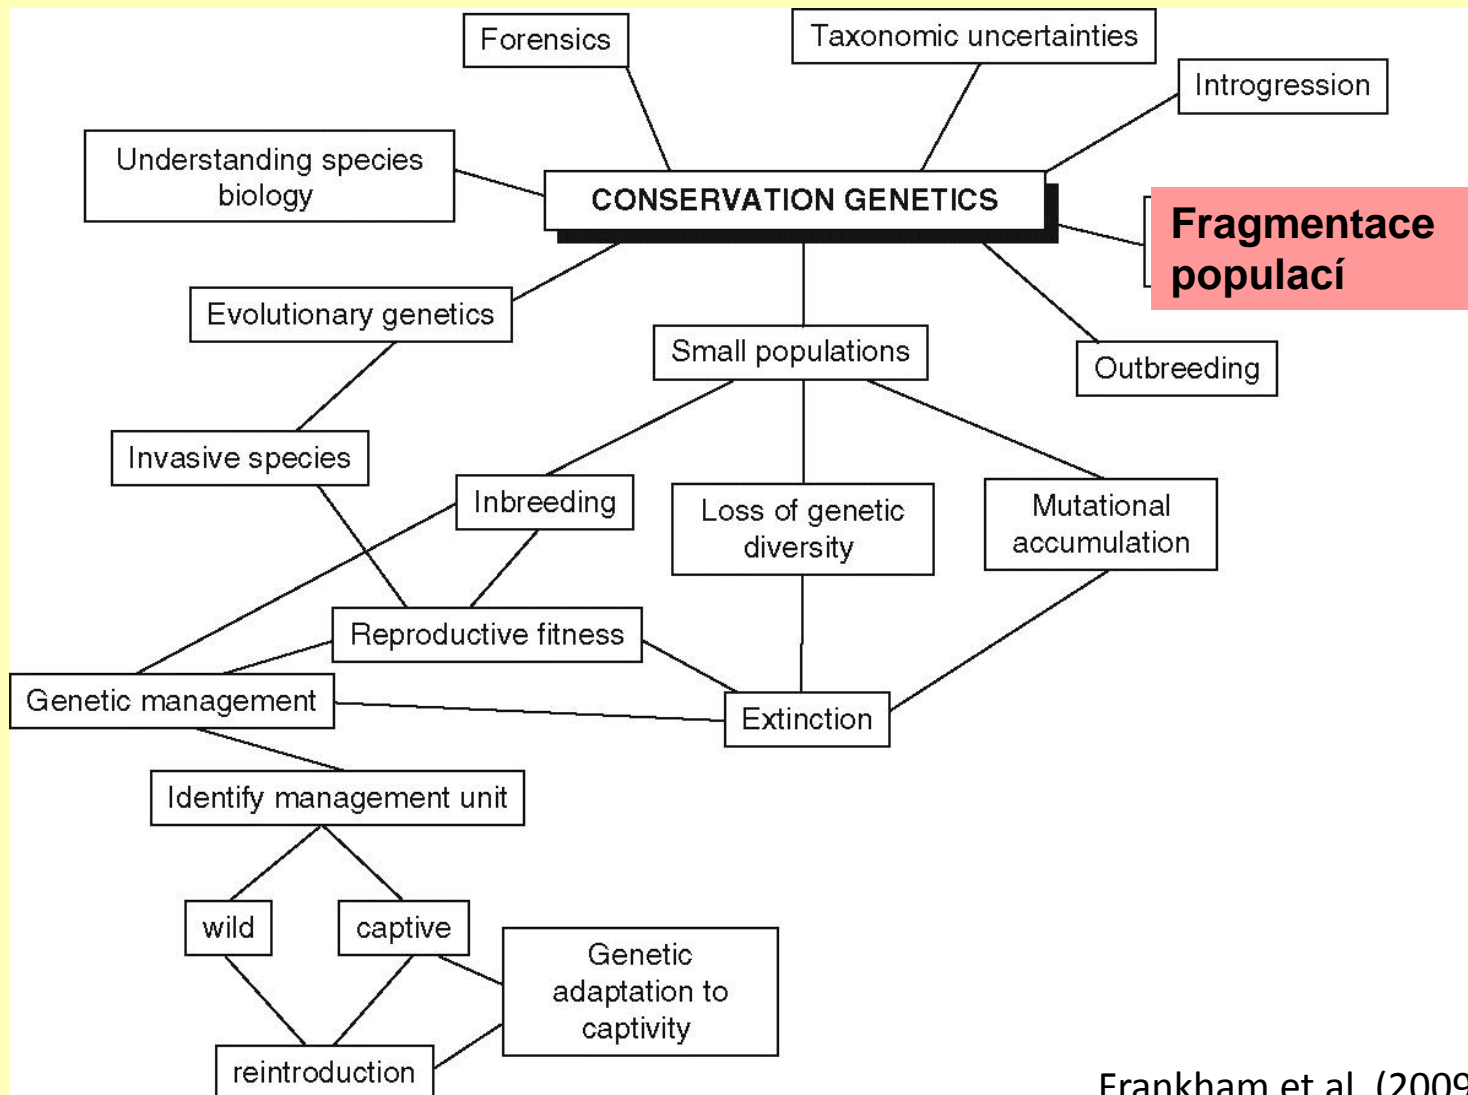 Forensics
Taxonomic uncertainties
Introgression
Understanding species
biology
CONSERVATION GENETICS
Fragmentace
populací
Evolutionary genetics
Small populations
Outbreeding
Invasive species
Inbreeding
Loss of genetic
diversity
Mutational
accumulation
Reproductive fitness
Genetic management
Extinction
Identify management unit
wild
captive
Genetic
adaptation to
captivity
reintroduction
Frankham et al. (2009